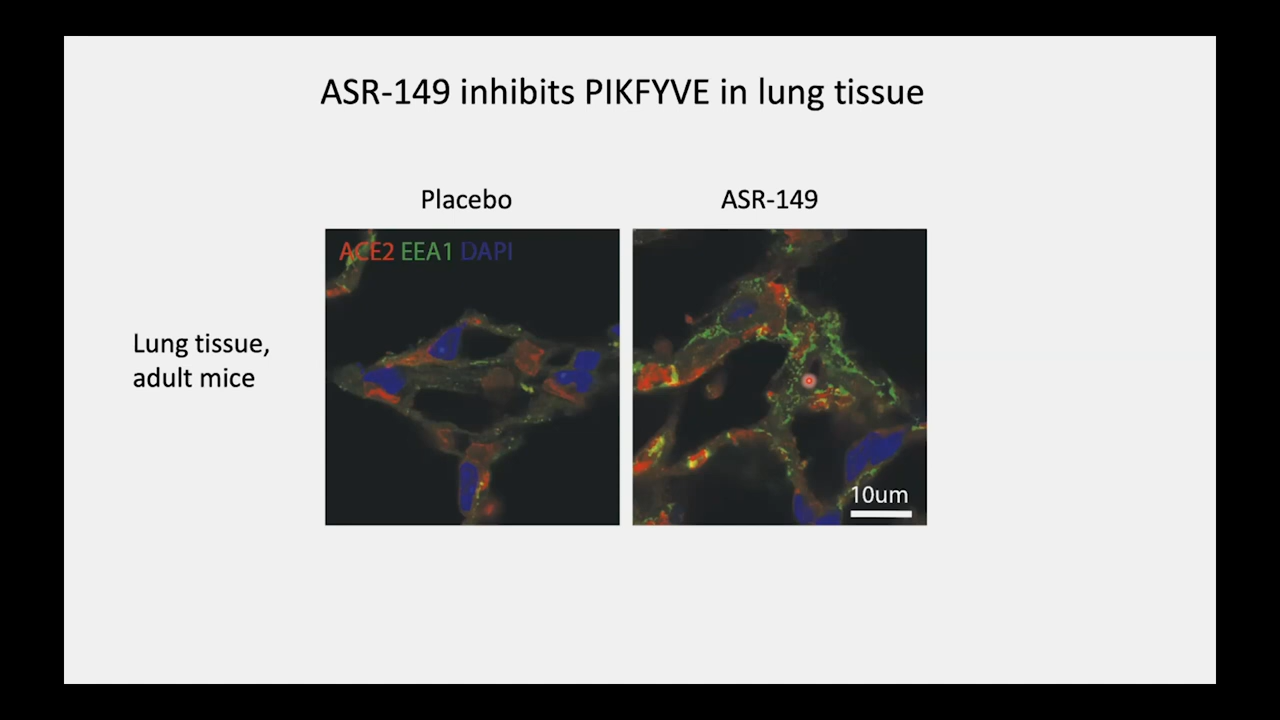 ASR-149 inhibits PIKFYVE in lung tissue
Placebo
ASR-149
ACE2 EEA1 DAPI
Lung tissue,
adult mice
10um